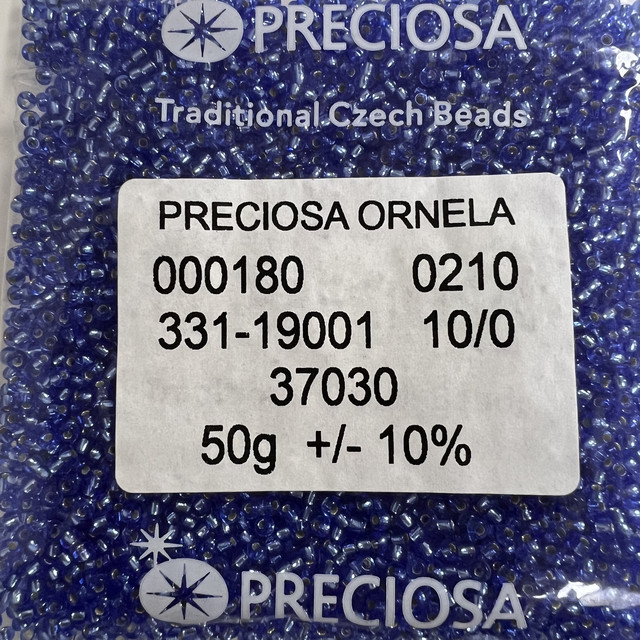 PRECIOSA
Traditional Czech Beads
PRECIOSA ORNELA
000180 0210
331-19001 10/0
37030
50g +/- 10%
PRECIOSA